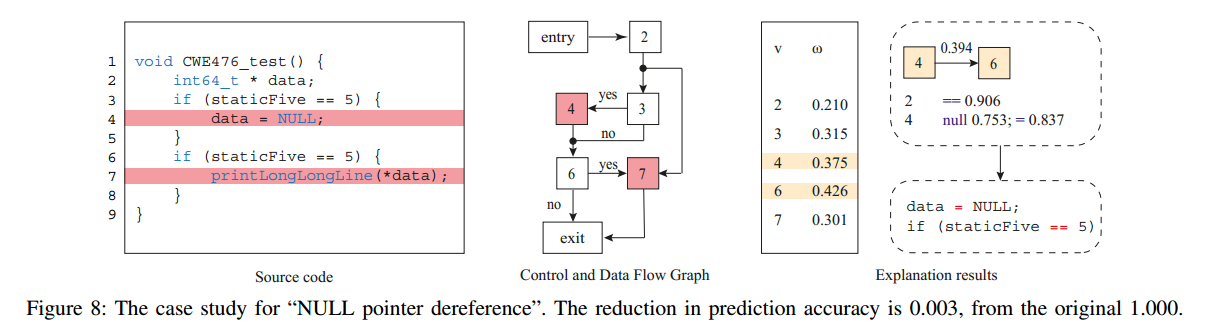 1 void CWE476_test() {
2 int64_t * data;
3 if (staticFive == 5) {
4 data = NULL;
5 }
6 if (staticFive == 5) {
7 printLongLongLine(*data);
8 }
9 }
Source code
entry
2
yes
4
3
no
6
yes
7
no
exit
Control and Data Flow Graph
v ω
2 0.210
3 0.315
4 0.375
6 0.426
7 0.301
0.394
4 6
2 == 0.906
4 null 0.753; = 0.837
data = NULL;
if (staticFive == 5)
Explanation results
Figure 8: The case study for “NULL pointer dereference”. The reduction in prediction accuracy is 0.003, from the original 1.000.